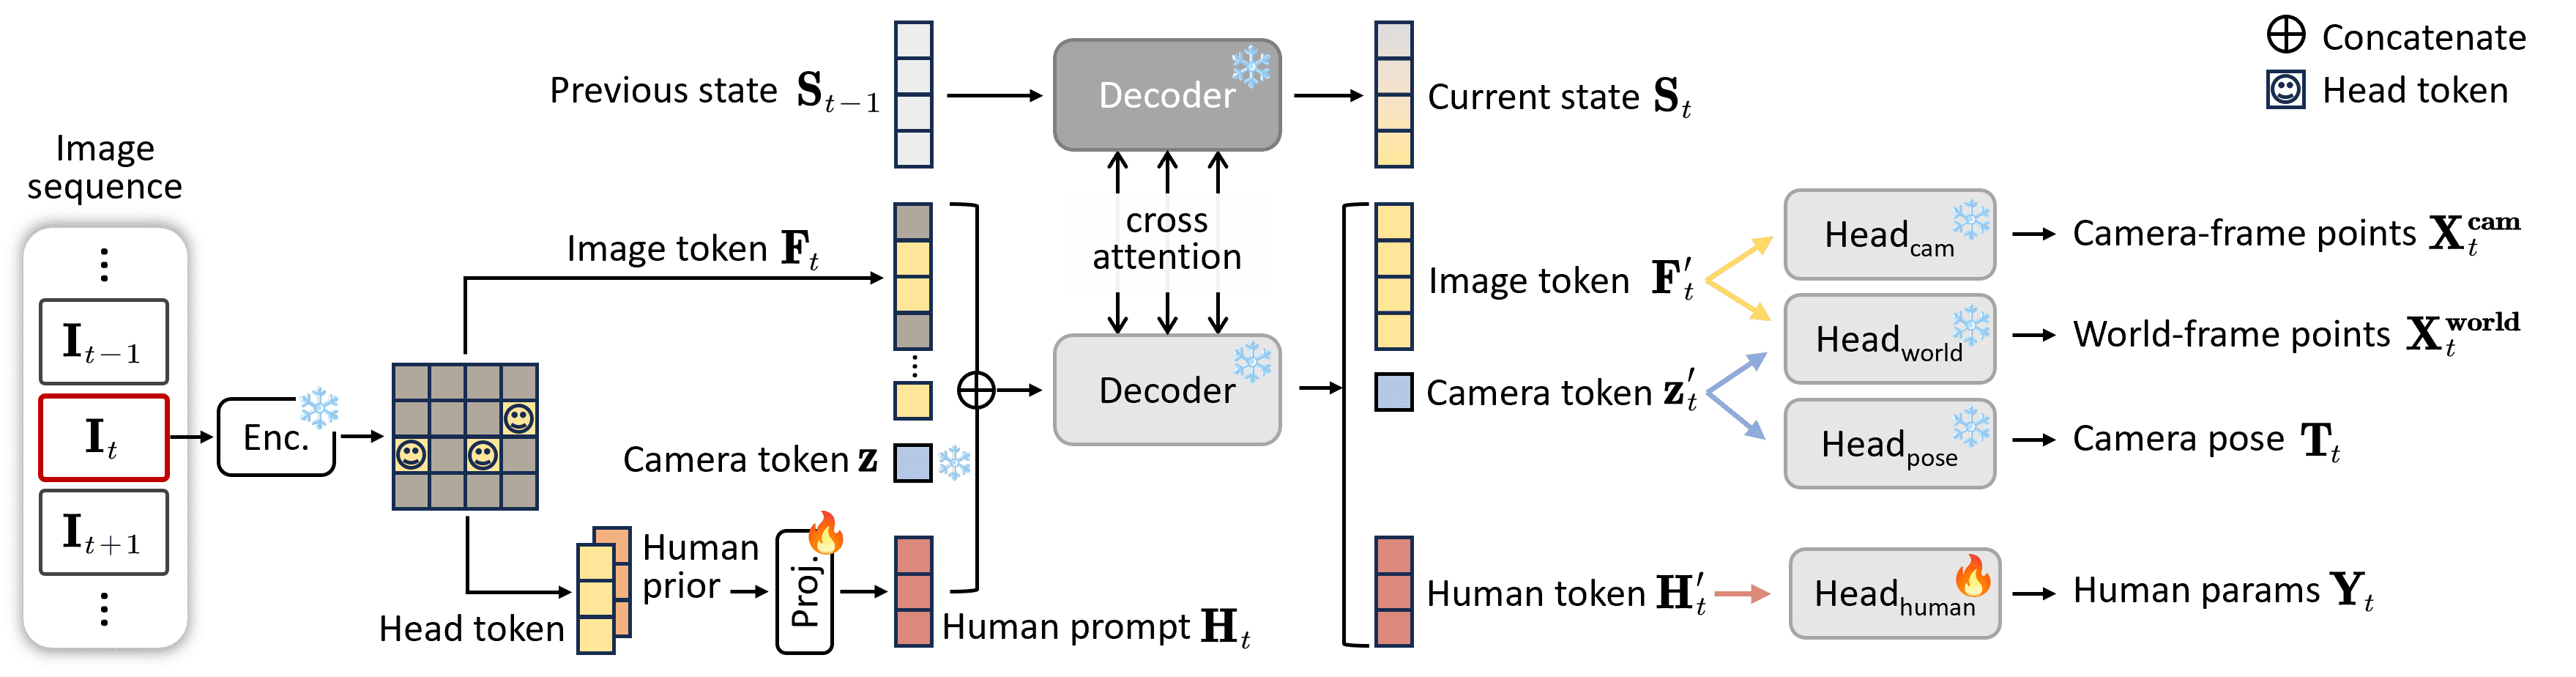 Concatenate
Head token
Previous state S_{t-1}
Decoder
Current state S_t
Image
sequence
I_{t-1}
I_t
I_{t+1}
Enc.
Image token F_t
cross
attention
Camera token z
Decoder
Head token
Human
prior
Proj.
Human prompt H_t
Image token F'_t
Camera token z'_t
Human token H'_t
Head_cam
Camera-frame points X_t^cam
Head_world
World-frame points X_t^world
Head_pose
Camera pose T_t
Head_human
Human params Y_t